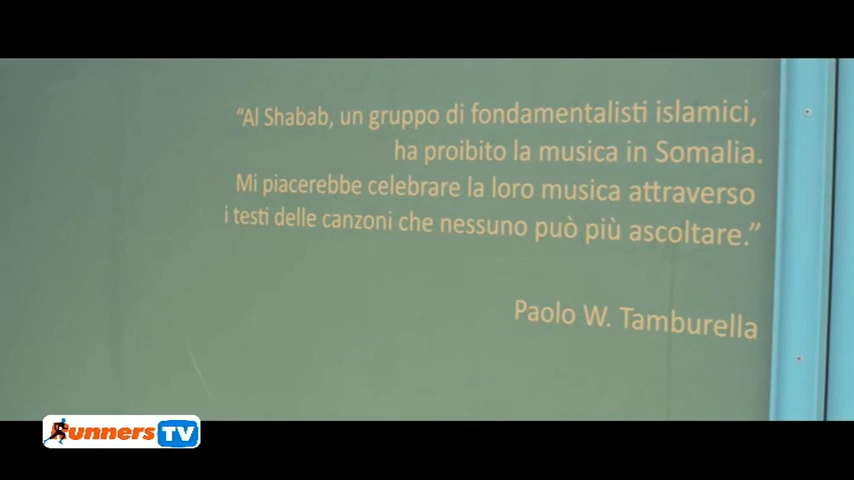 “Al Shabab, un gruppo di fondamentalisti islamici,
ha proibito la musica in Somalia.
Mi piacerebbe celebrare la loro musica attraverso
i testi delle canzoni che nessuno può più ascoltare.”
Paolo W. Tamburella
Runners TV